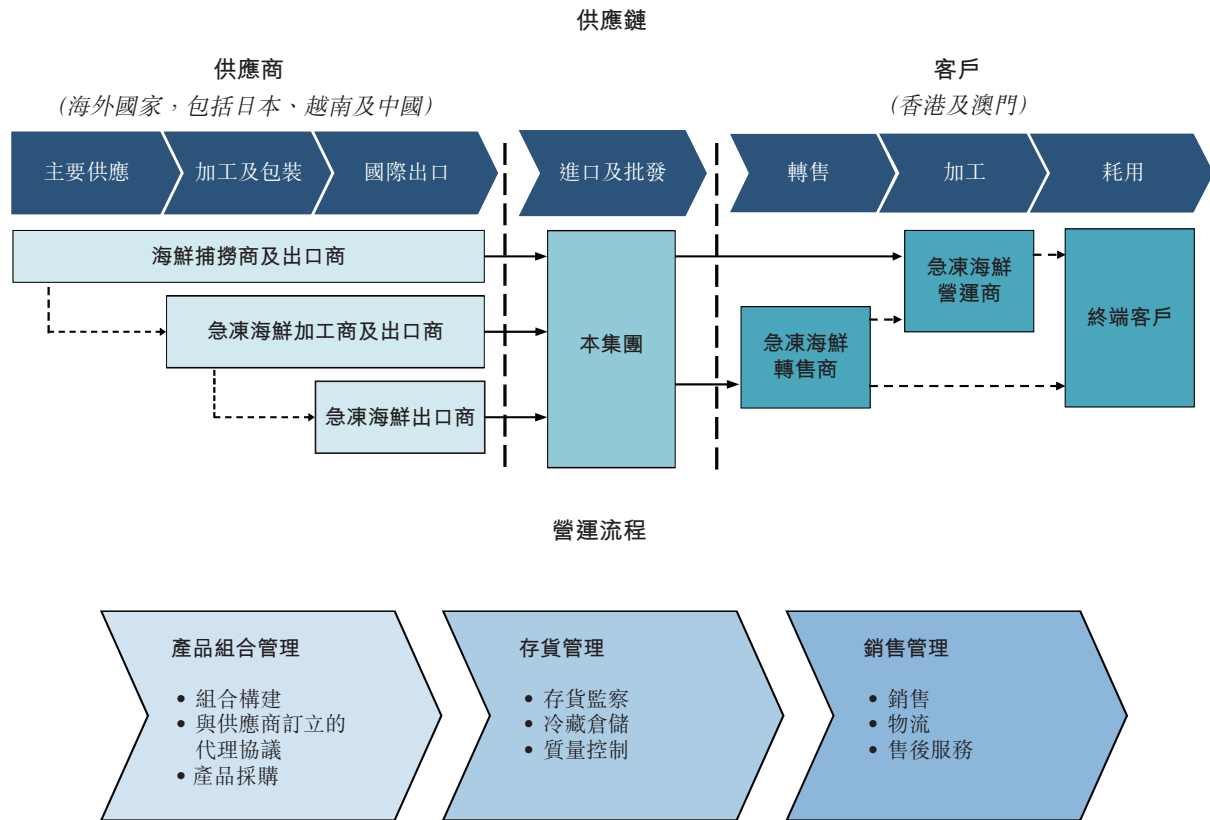 供應鏈
供應商
(海外國家，包括日本、越南及中國)
客戶
(香港及澳門)
主要供應
加工及包裝
國際出口
進口及批發
轉售
加工
耗用
海鮮捕撈商及出口商
急凍海鮮加工商及出口商
急凍海鮮出口商
本集團
急凍海鮮
轉售商
急凍海鮮
營運商
終端客戶
營運流程
產品組合管理
• 組合構建
• 與供應商訂立的
代理協議
• 產品採購
存貨管理
• 存貨監察
• 冷藏倉儲
• 質量控制
銷售管理
• 銷售
• 物流
• 售後服務